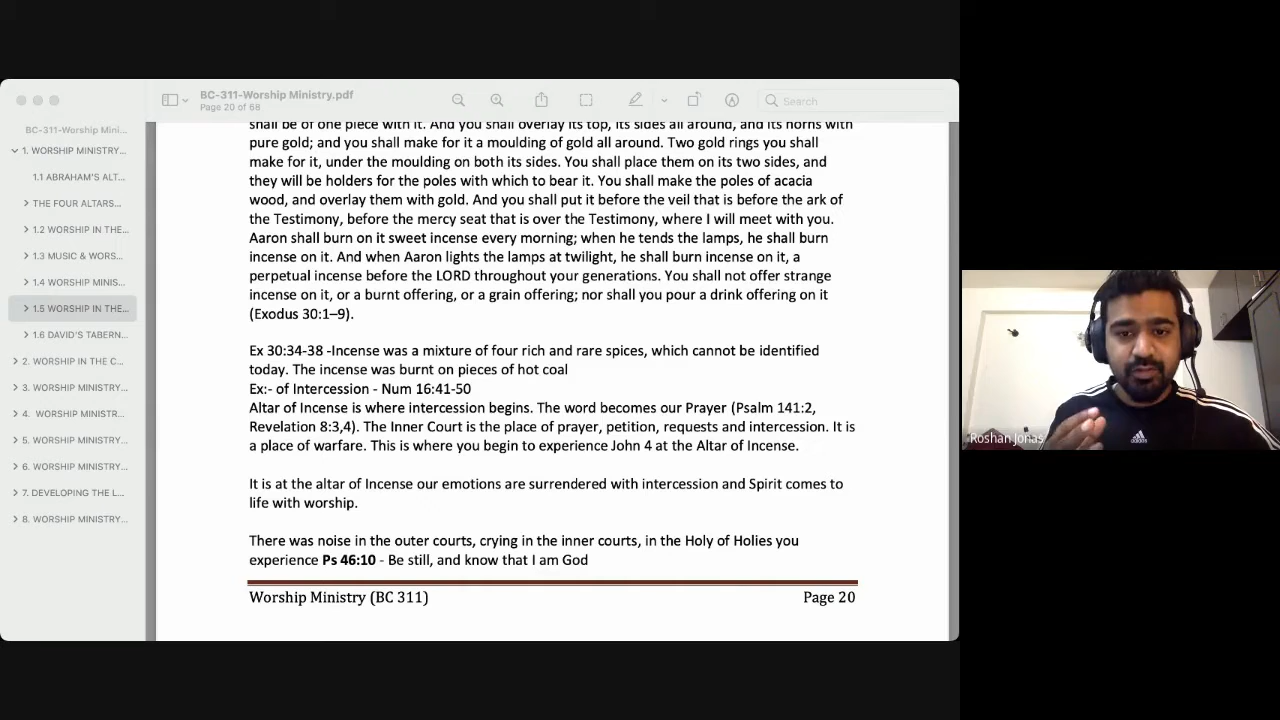 BC-311-Worship Ministry.pdf
Page 20 of 68
Search
BC-311-Worship Mini...
1. WORSHIP MINISTRY...
1.1 ABRAHAM'S ALT...
THE FOUR ALTARS...
1.2 WORSHIP IN THE...
1.3 MUSIC & WORS...
1.4 WORSHIP MINIS...
1.5 WORSHIP IN THE...
1.6 DAVID'S TABERN...
2. WORSHIP IN THE C...
3. WORSHIP MINISTRY...
4. WORSHIP MINISTR...
5. WORSHIP MINISTRY...
6. WORSHIP MINISTRY...
7. DEVELOPING THE L...
8. WORSHIP MINISTRY...
shall be of one piece with it. And you shall overlay its top, its sides all around, and its horns with
pure gold; and you shall make for it a moulding of gold all around. Two gold rings you shall
make for it, under the moulding on both its sides. You shall place them on its two sides, and
they will be holders for the poles with which to bear it. You shall make the poles of acacia
wood, and overlay them with gold. And you shall put it before the veil that is before the ark of
the Testimony, before the mercy seat that is over the Testimony, where I will meet with you.
Aaron shall burn on it sweet incense every morning; when he tends the lamps, he shall burn
incense on it. And when Aaron lights the lamps at twilight, he shall burn incense on it, a
perpetual incense before the LORD throughout your generations. You shall not offer strange
incense on it, or a burnt offering, or a grain offering; nor shall you pour a drink offering on it
(Exodus 30:1–9).
Ex 30:34-38 -Incense was a mixture of four rich and rare spices, which cannot be identified
today. The incense was burnt on pieces of hot coal
Ex:- of Intercession - Num 16:41-50
Altar of Incense is where intercession begins. The word becomes our Prayer (Psalm 141:2,
Revelation 8:3,4). The Inner Court is the place of prayer, petition, requests and intercession. It is
a place of warfare. This is where you begin to experience John 4 at the Altar of Incense.
It is at the altar of Incense our emotions are surrendered with intercession and Spirit comes to
life with worship.
There was noise in the outer courts, crying in the inner courts, in the Holy of Holies you
experience Ps 46:10 - Be still, and know that I am God
Worship Ministry (BC 311) Page 20
Roshan Jonas
adidas